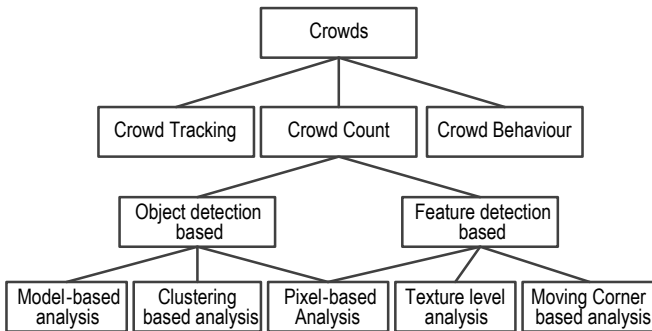 Crowds
Crowd Tracking
Crowd Count
Crowd Behaviour
Object detection
based
Feature detection
based
Model-based
analysis
Clustering
based analysis
Pixel-based
Analysis
Texture level
analysis
Moving Corner
based analysis